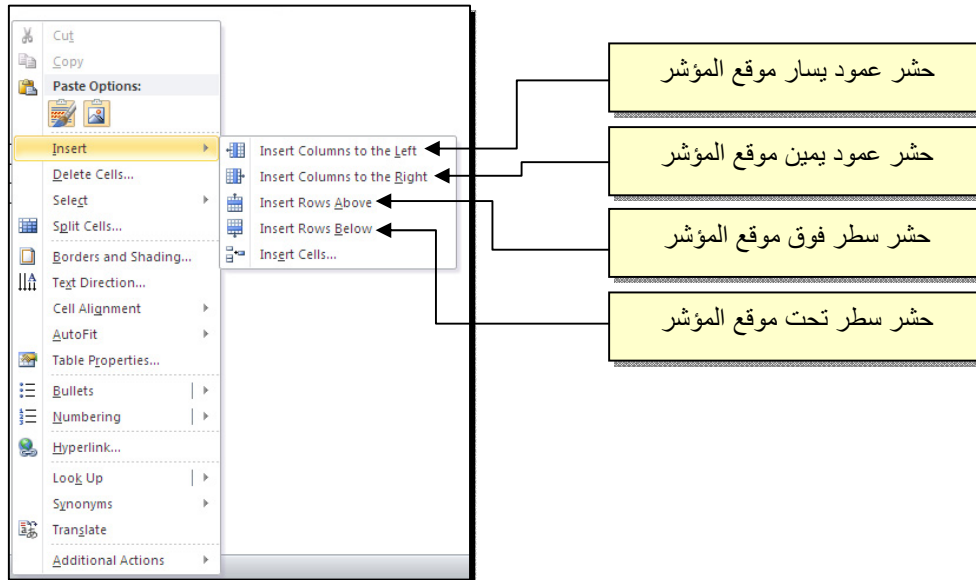 Cut
Copy
Paste Options:
Insert
Delete Cells...
Select
Split Cells...
Borders and Shading...
Text Direction...
Cell Alignment
AutoFit
Table Properties...
Bullets
Numbering
Hyperlink...
Look Up
Synonyms
Translate
Additional Actions
Insert Columns to the Left
Insert Columns to the Right
Insert Rows Above
Insert Rows Below
Insert Cells...
حشر عمود يسار موقع المؤشر
حشر عمود يمين موقع المؤشر
حشر سطر فوق موقع المؤشر
حشر سطر تحت موقع المؤشر